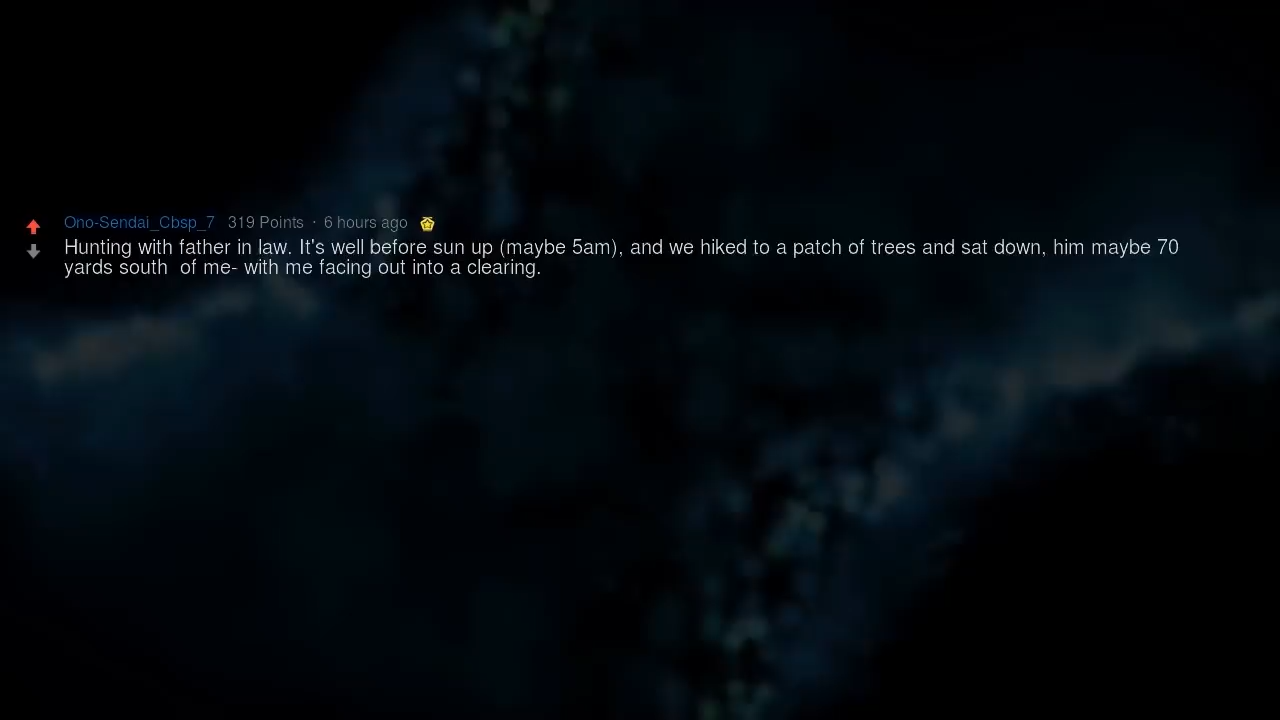 Ono-Sendai_Cbsp_7 319 Points · 6 hours ago
Hunting with father in law. It's well before sun up (maybe 5am), and we hiked to a patch of trees and sat down, him maybe 70
yards south  of me- with me facing out into a clearing.